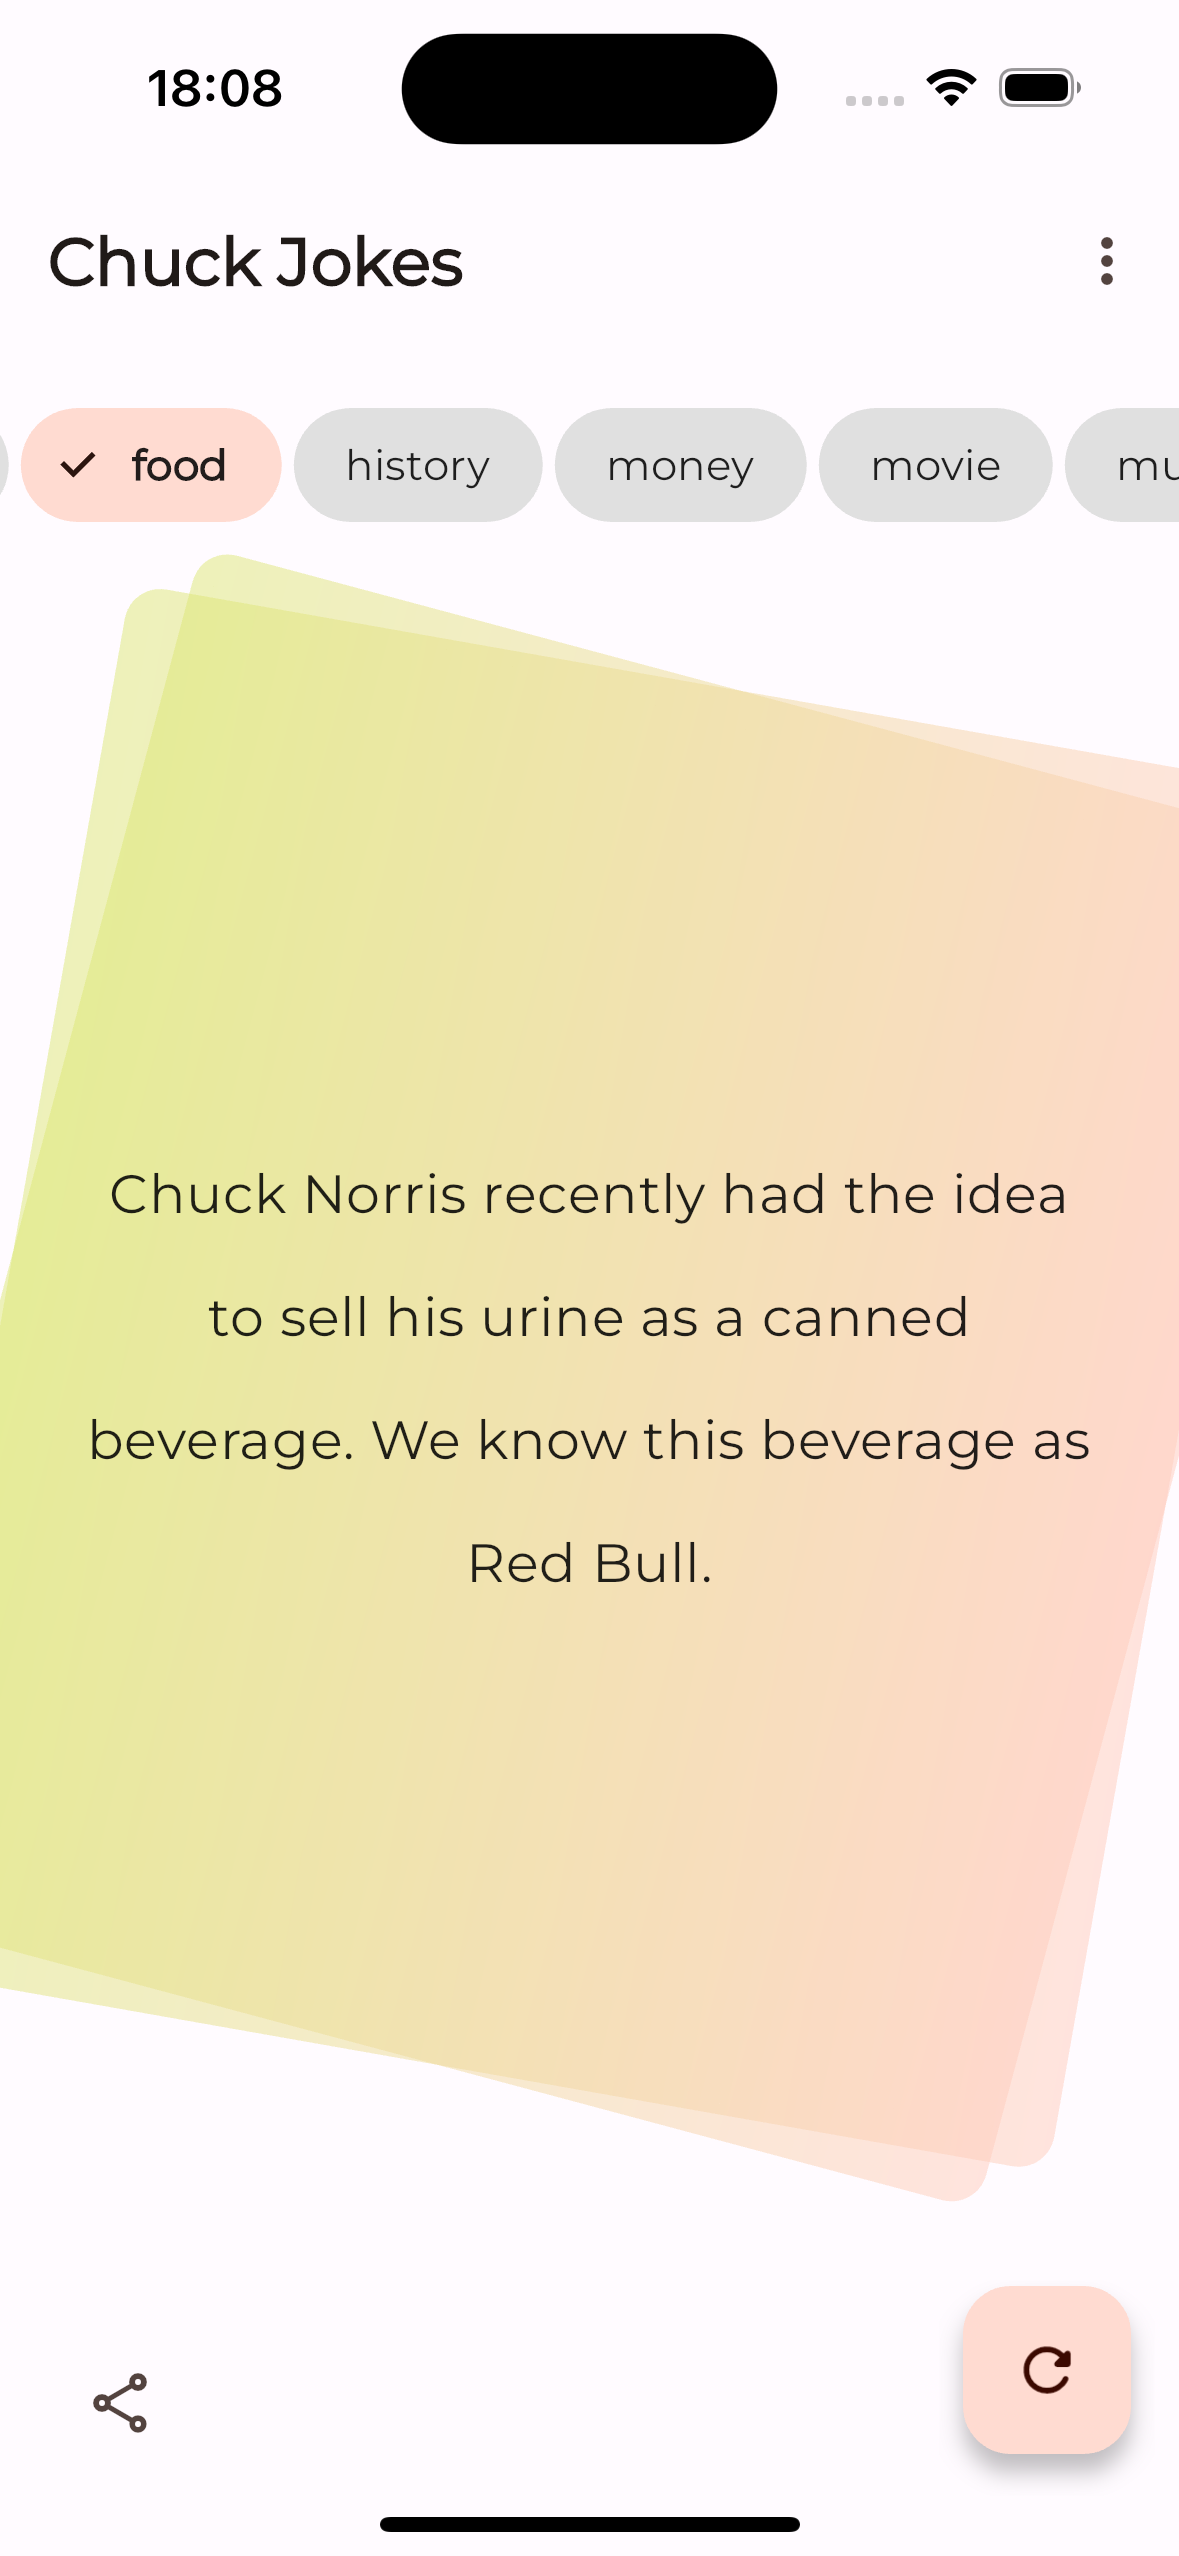 18:08
Chuck Jokes
food
history
money
movie
mu
Chuck Norris recently had the idea
to sell his urine as a canned
beverage. We know this beverage as
Red Bull.